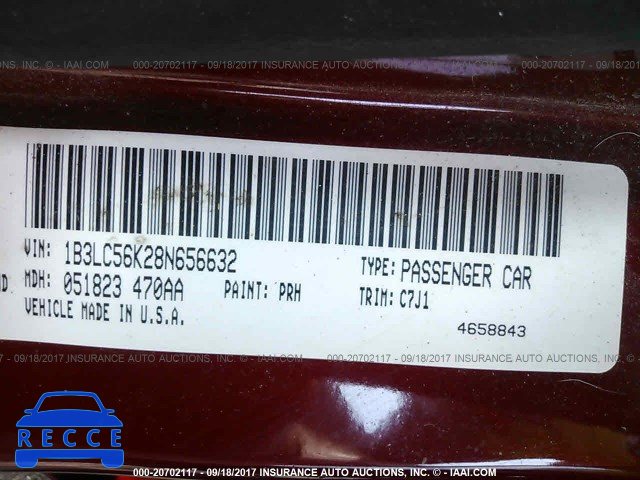 000-20702117 - 09/18/2017 INSURANCE AUTO AUCTIONS - © - IAAI.COM
VIN: 1B3LC56K28N656632
TYPE: PASSENGER CAR
ND MDH: 051823 470AA
PAINT: PRH
TRIM: C7J1
VEHICLE MADE IN U.S.A.
4658843
000-20702117 - 09/18/2017 INSURANCE AUTO AUCTIONS - © - IAAI.COM
RECCE
000-20702117 - 09/18/2017 INSURANCE AUTO AUCTIONS, INC. - © - IAAI.COM